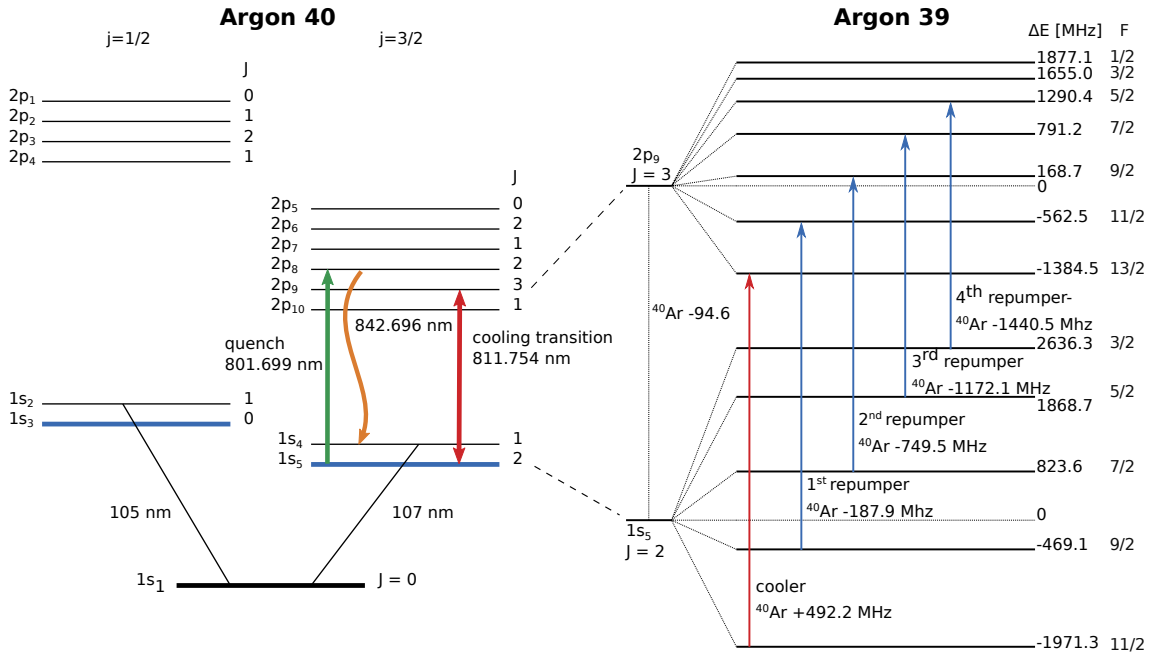 Argon 40
j=1/2
j=3/2
J
2p1 0
2p2 1
2p3 2
2p4 1
J
2p5 0
2p6 2
2p7 1
2p8 2
2p9 3
2p10 1
842.696 nm
quench
801.699 nm
cooling transition
811.754 nm
1s2 1
1s3 0
1s4 1
1s5 2
105 nm
107 nm
1s1
J = 0
Argon 39
ΔE [MHz] F
1877.1 1/2
1655.0 3/2
1290.4 5/2
791.2 7/2
168.7 9/2
0
-562.5 11/2
-1384.5 13/2
2p9
J = 3
40Ar -94.6
4th repumper-
40Ar -1440.5 Mhz
2636.3 3/2
3rd repumper
40Ar -1172.1 MHz
1868.7 5/2
2nd repumper
40Ar -749.5 MHz
823.6 7/2
1st repumper
40Ar -187.9 Mhz
0
1s5
J = 2
-469.1 9/2
cooler
40Ar +492.2 MHz
-1971.3 11/2